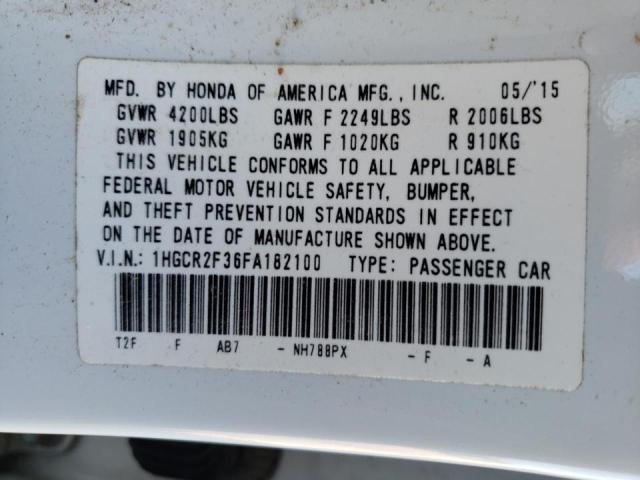 MFD. BY HONDA OF AMERICA MFG., INC. 05/'15
GVWR 4200LBS GAWR F 2249LBS R 2006LBS
GVWR 1905KG GAWR F 1020KG R 910KG
THIS VEHICLE CONFORMS TO ALL APPLICABLE
FEDERAL MOTOR VEHICLE SAFETY, BUMPER,
AND THEFT PREVENTION STANDARDS IN EFFECT
ON THE DATE OF MANUFACTURE SHOWN ABOVE.
V.I.N.: 1HGCR2F36FA182100 TYPE: PASSENGER CAR
T2F F AB7 - NH788PX - F - A